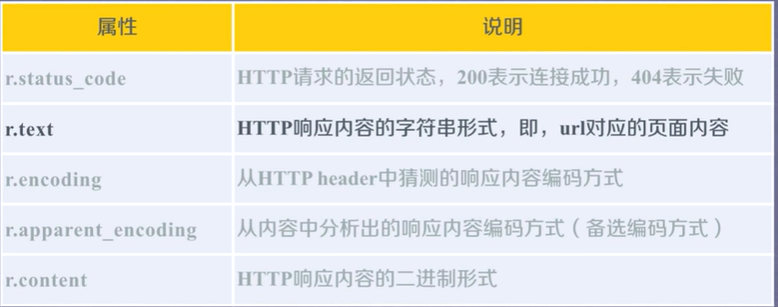 属性 说明
r.status_code HTTP请求的返回状态，200表示连接成功，404表示失败
r.text HTTP响应内容的字符串形式，即，url对应的页面内容
r.encoding 从HTTP header中猜测的响应内容编码方式
r.apparent_encoding 从内容中分析出的响应内容编码方式（备选编码方式）
r.content HTTP响应内容的二进制形式